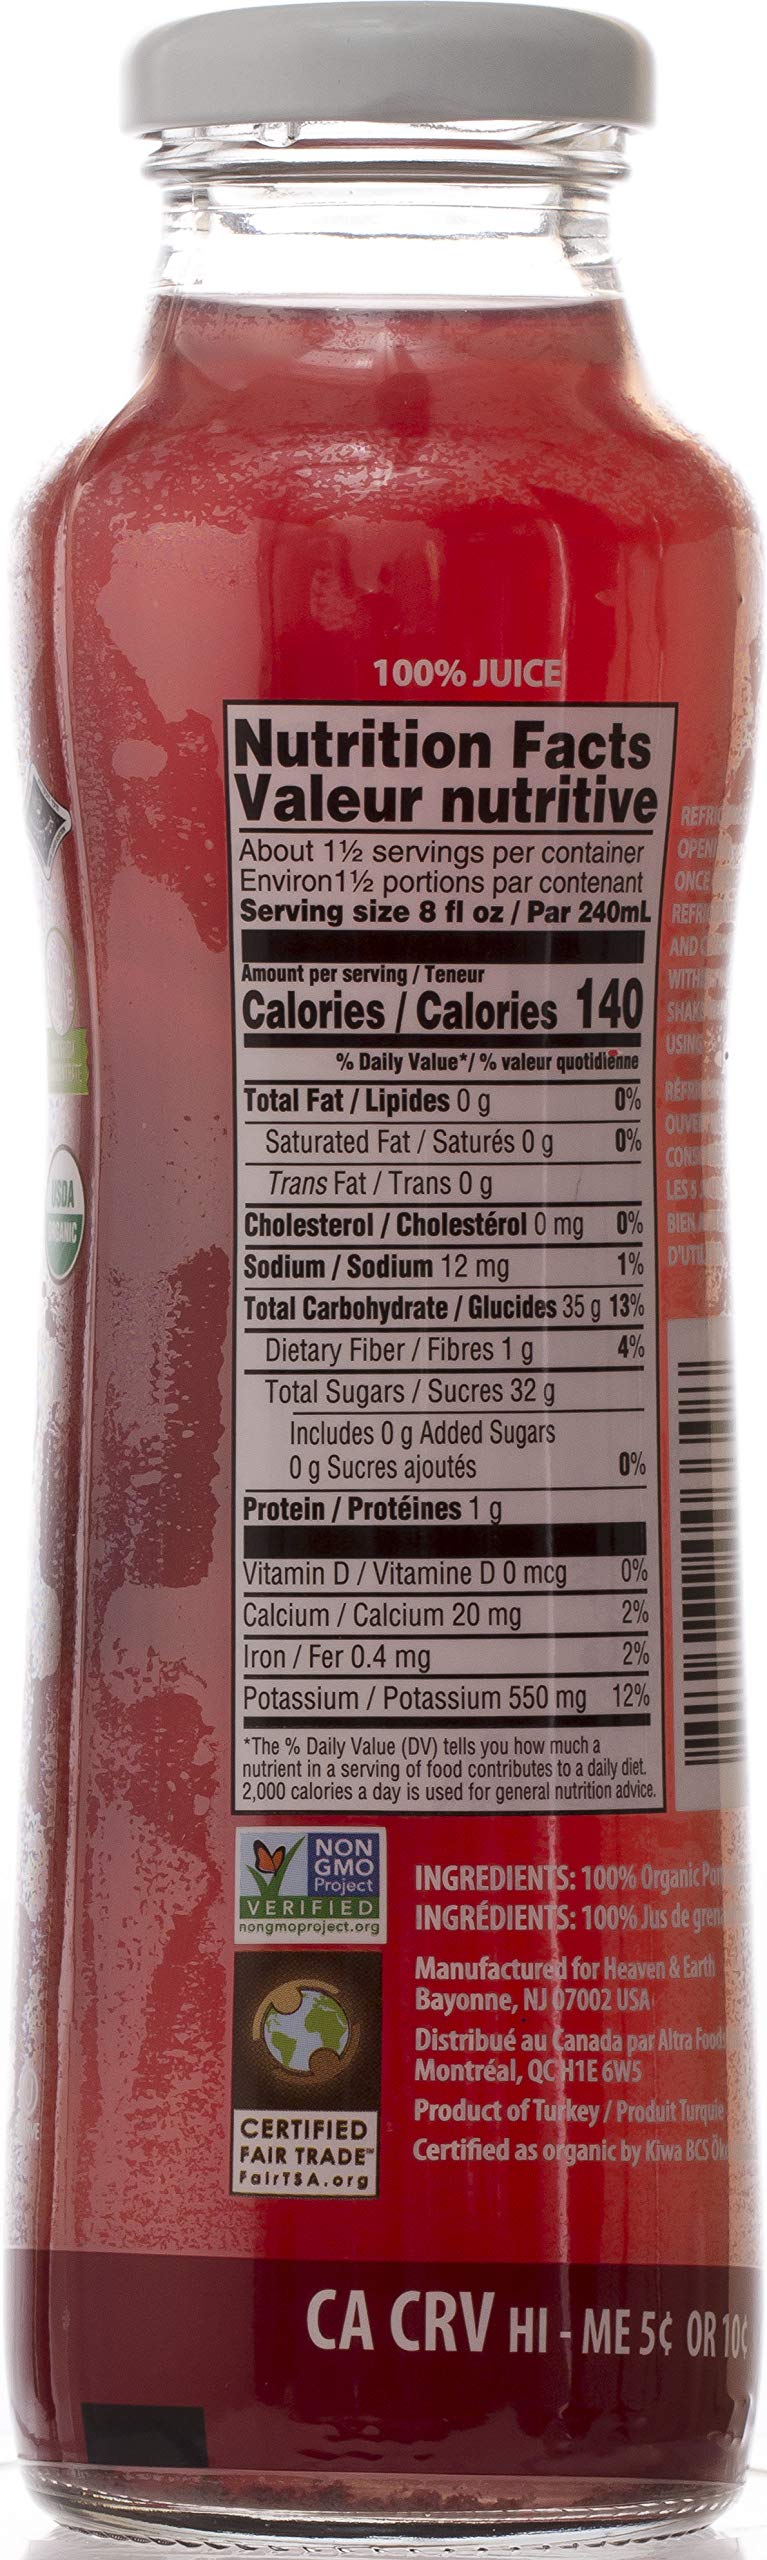 100% JUICE
Nutrition Facts
Valeur nutritive
About 1½ servings per container
Environ1½ portions par contenant
Serving size 8 fl oz / Par 240mL
Amount per serving / Teneur
Calories / Calories 140
% Daily Value*/ % valeur quotidienne
Total Fat / Lipides 0 g 0%
Saturated Fat / Saturés 0 g 0%
Trans Fat / Trans 0 g
Cholesterol / Cholestérol 0 mg 0%
Sodium / Sodium 12 mg 1%
Total Carbohydrate / Glucides 35 g 13%
Dietary Fiber / Fibres 1 g 4%
Total Sugars / Sucres 32 g
Includes 0 g Added Sugars
0 g Sucres ajoutés 0%
Protein / Protéines 1 g
Vitamin D / Vitamine D 0 mcg 0%
Calcium / Calcium 20 mg 2%
Iron / Fer 0.4 mg 2%
Potassium / Potassium 550 mg 12%
*The % Daily Value (DV) tells you how much a
nutrient in a serving of food contributes to a daily diet.
2,000 calories a day is used for general nutrition advice.
ONCE
USING
LES 5
USDA
ORGANIC
NON
GMO
Project
VERIFIED
nongmoproject.org
CERTIFIED
FAIR TRADE™
FairTSA.org
INGREDIENTS: 100% Organic
INGRÉDIENTS: 100% Jus de
Manufactured for Heaven & Earth
Bayonne, NJ 07002 USA
Distribué au Canada par Altra
Montréal, QC H1E 6W5
Product of Turkey / Produit Turquie
Certified as organic by Kiwa BCS
CA CRV HI - ME 5¢ OR 10¢